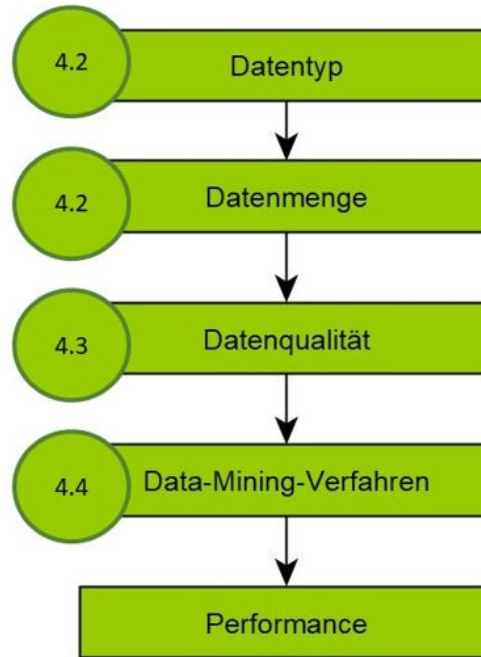 4.2
Datentyp
4.2
Datenmenge
4.3
Datenqualität
4.4
Data-Mining-Verfahren
Performance